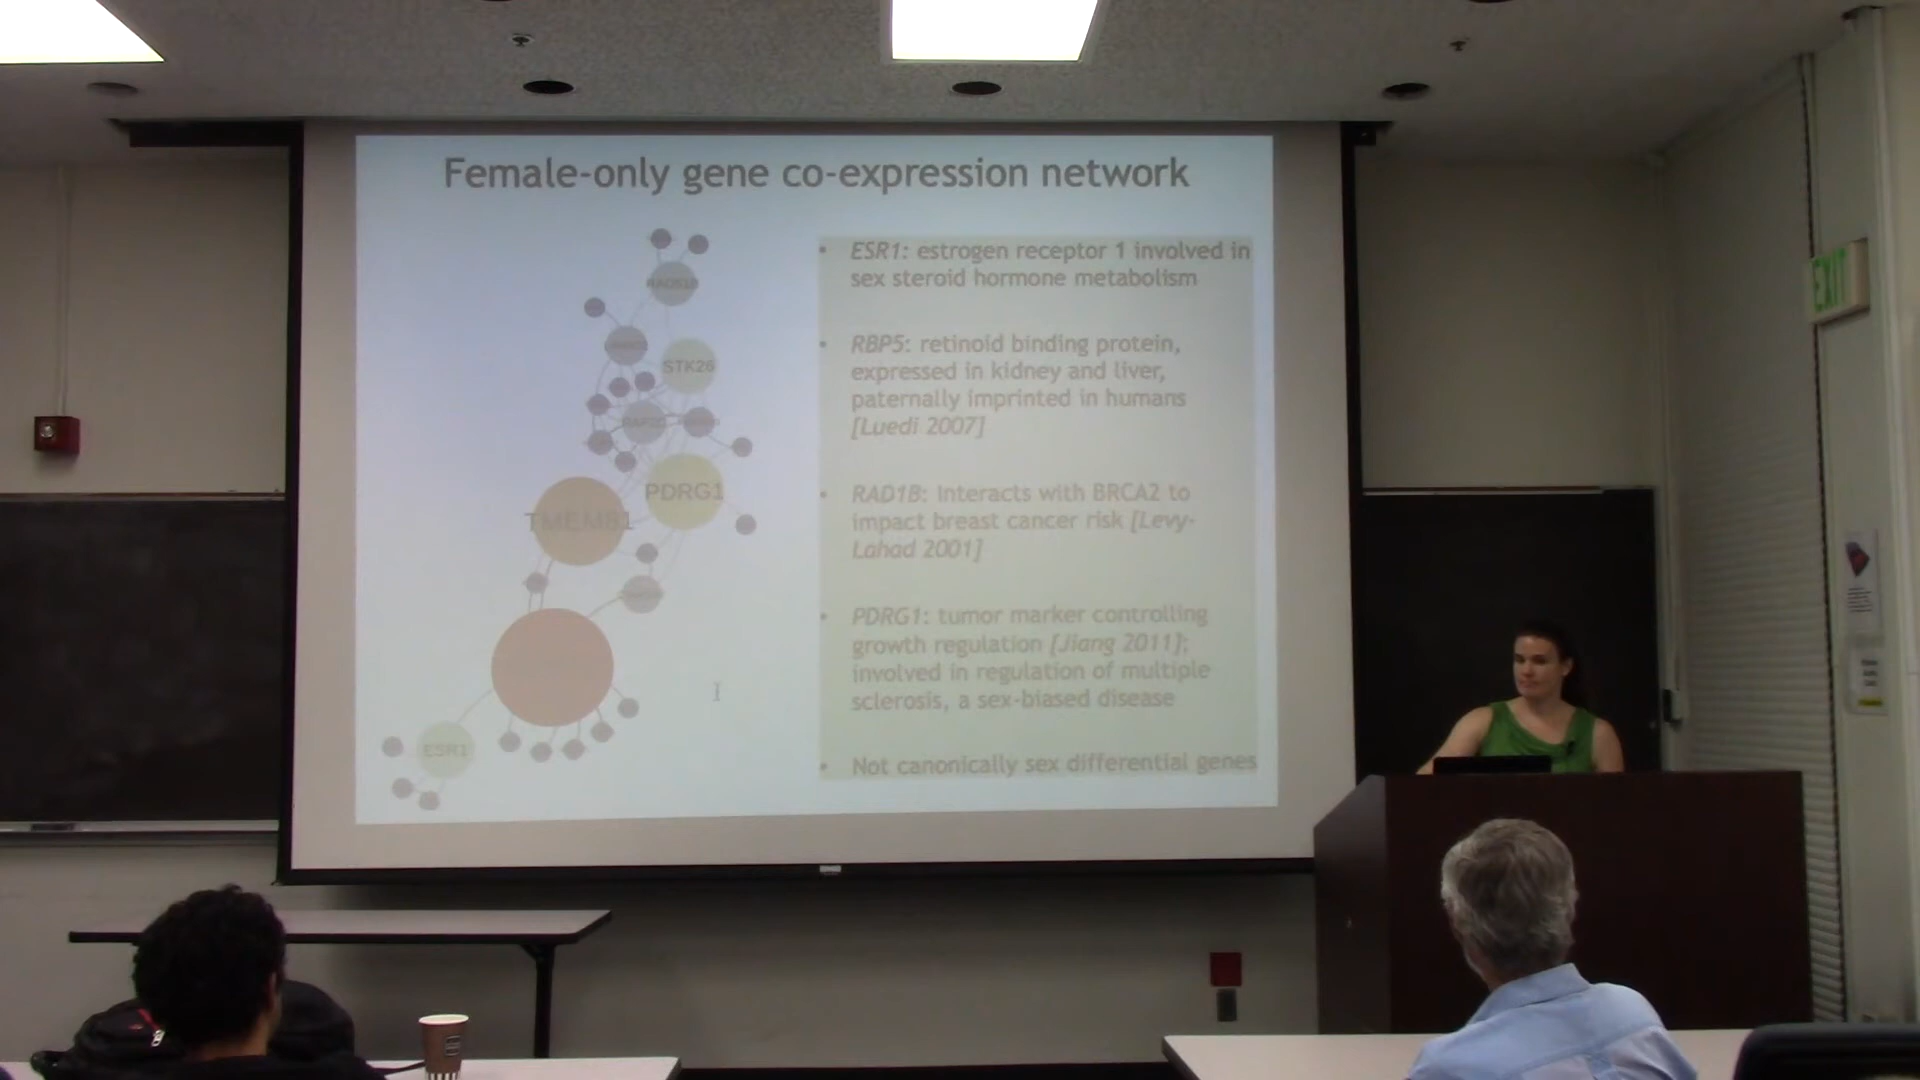 Female-only gene co-expression network
• ESR1: estrogen receptor 1 involved in
sex steroid hormone metabolism
• RBP5: retinoid binding protein,
expressed in kidney and liver,
paternally imprinted in humans
[Luedi 2007]
• RAD1B: Interacts with BRCA2 to
impact breast cancer risk [Levy-
Lahad 2001]
• PDRG1: tumor marker controlling
growth regulation [Jiang 2011];
involved in regulation of multiple
sclerosis, a sex-biased disease
• Not canonically sex differential genes
STK26
PDRG1
TMEM81
ESR1
EXIT